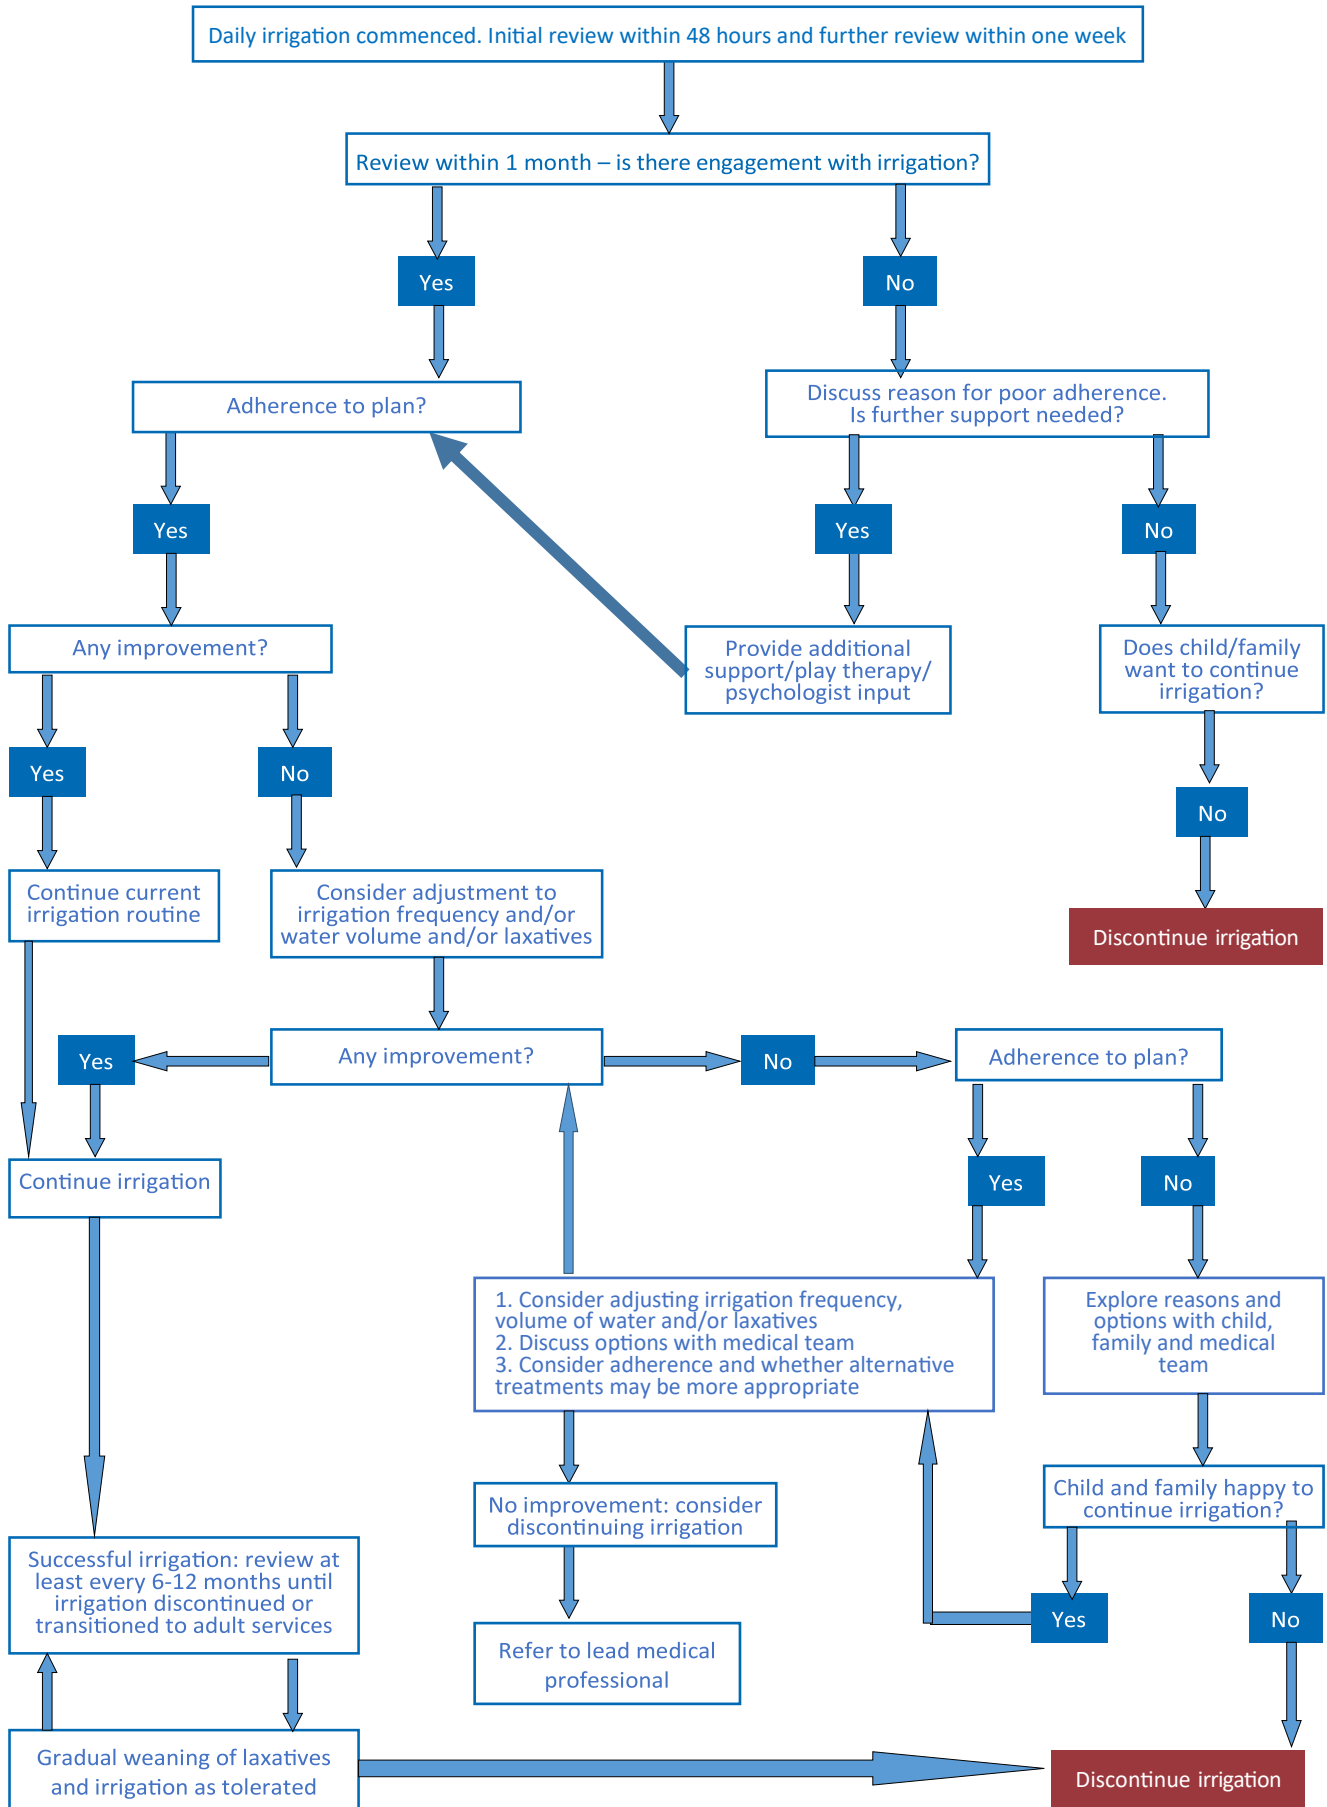 Daily irrigation commenced. Initial review within 48 hours and further review within one week
Review within 1 month – is there engagement with irrigation?
Yes
No
Adherence to plan?
Discuss reason for poor adherence.
Is further support needed?
Yes
Yes
No
Any improvement?
Provide additional
support/play therapy/
psychologist input
Does child/family
want to continue
irrigation?
Yes
No
No
Continue current
irrigation routine
Consider adjustment to
irrigation frequency and/or
water volume and/or laxatives
Discontinue irrigation
Yes
Any improvement?
No
Adherence to plan?
Continue irrigation
Yes
No
1. Consider adjusting irrigation frequency,
volume of water and/or laxatives
2. Discuss options with medical team
3. Consider adherence and whether alternative
treatments may be more appropriate
Explore reasons and
options with child,
family and medical
team
No improvement: consider
discontinuing irrigation
Child and family happy to
continue irrigation?
Successful irrigation: review at
least every 6-12 months until
irrigation discontinued or
transitioned to adult services
Yes
No
Refer to lead medical
professional
Gradual weaning of laxatives
and irrigation as tolerated
Discontinue irrigation